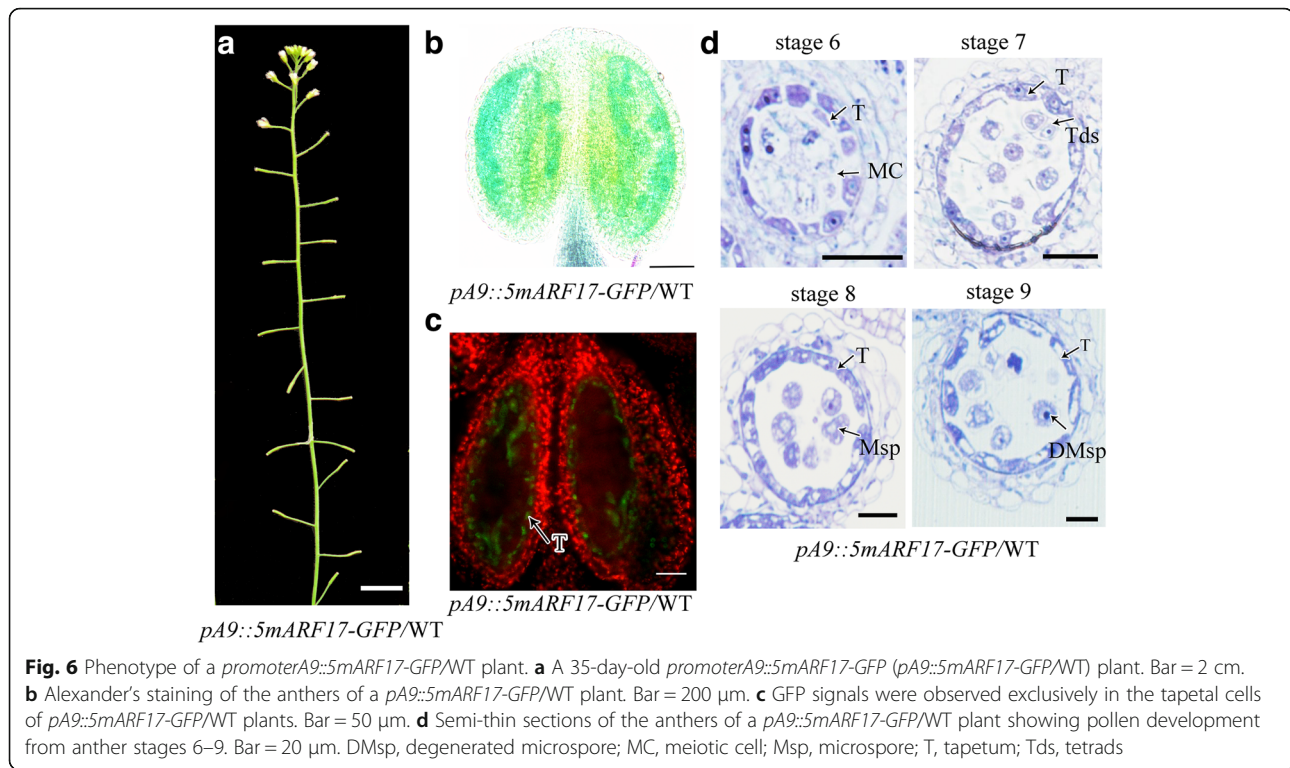 a
b
c
d
stage 6
stage 7
T
MC
T
Tds
pA9::5mARF17-GFP/WT
stage 8
stage 9
T
Msp
T
DMsp
T
pA9::5mARF17-GFP/WT
pA9::5mARF17-GFP/WT
pA9::5mARF17-GFP/WT
Fig. 6 Phenotype of a promoterA9::5mARF17-GFP/WT plant. a A 35-day-old promoterA9::5mARF17-GFP (pA9::5mARF17-GFP/WT) plant. Bar = 2 cm.
b Alexander’s staining of the anthers of a pA9::5mARF17-GFP/WT plant. Bar = 200 μm. c GFP signals were observed exclusively in the tapetal cells
of pA9::5mARF17-GFP/WT plants. Bar = 50 μm. d Semi-thin sections of the anthers of a pA9::5mARF17-GFP/WT plant showing pollen development
from anther stages 6–9. Bar = 20 μm. DMsp, degenerated microspore; MC, meiotic cell; Msp, microspore; T, tapetum; Tds, tetrads